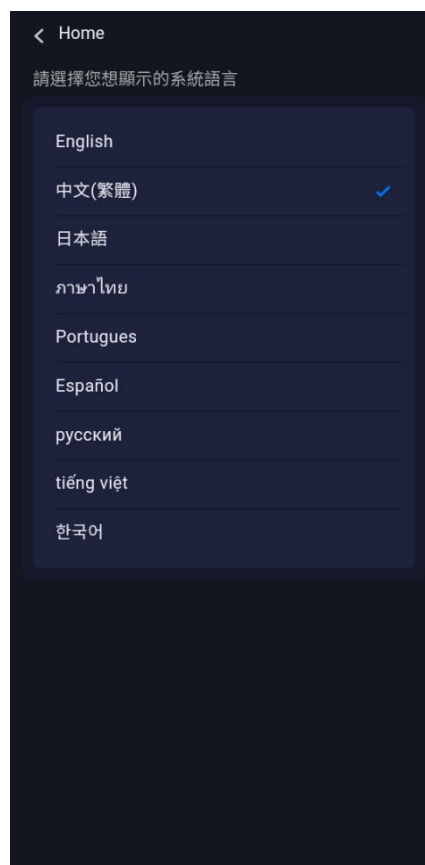 Home
請選擇您想顯示的系統語言
English
中文(繁體)
日本語
ภาษาไทย
Portugues
Español
русский
tiếng việt
한국어